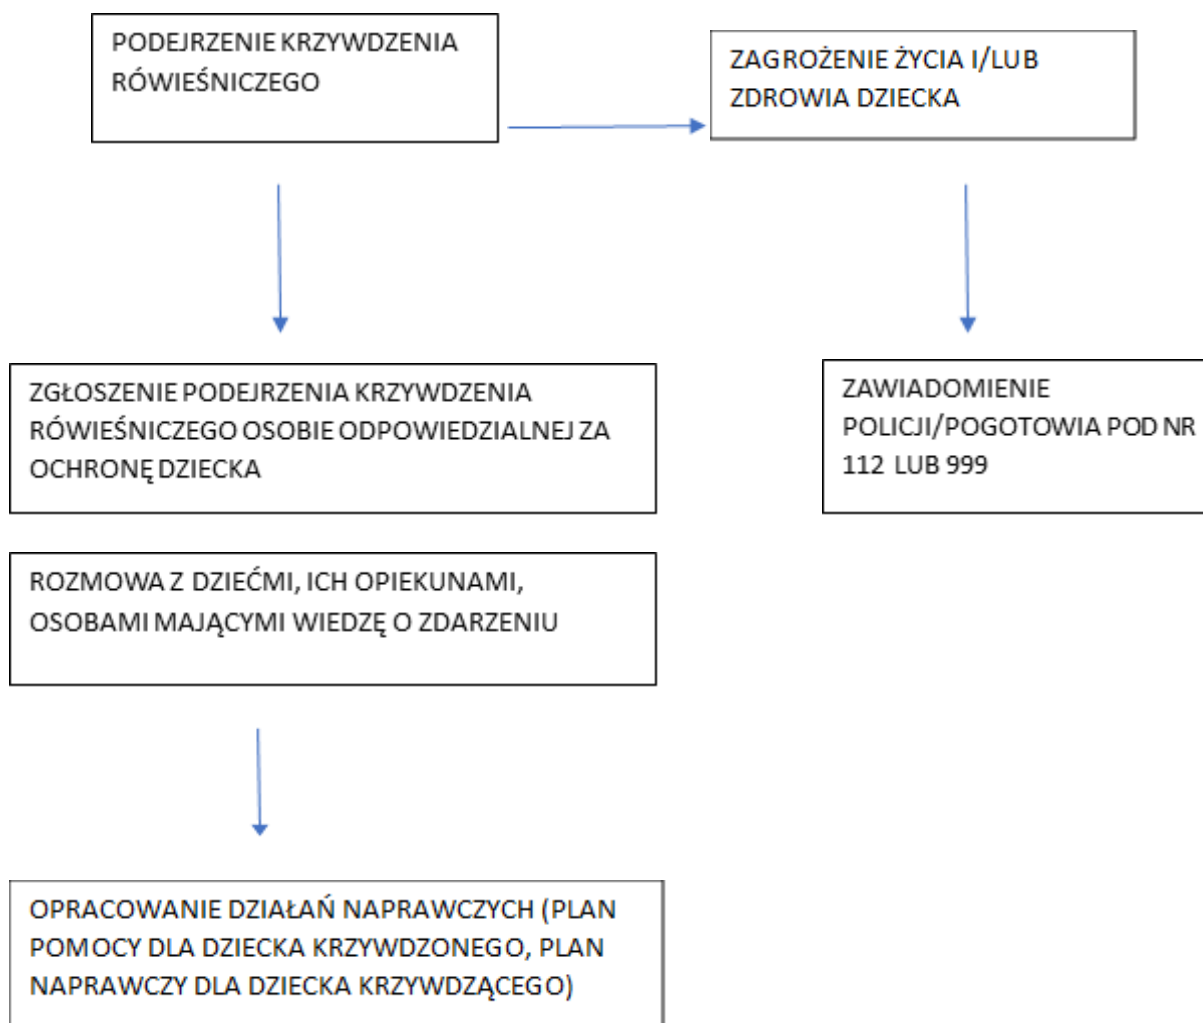 PODEJRZENIE KRZYWDZENIA
RÓWIEŚNICZEGO
ZAGROŻENIE ŻYCIA I/LUB
ZDROWIA DZIECKA
ZGŁOSZENIE PODEJRZENIA KRZYWDZENIA
RÓWIEŚNICZEGO OSOBIE ODPOWIEDZIALNEJ ZA
OCHRONĘ DZIECKA
ZAWIADOMIENIE
POLICJI/POGOTOWIA POD NR
112 LUB 999
ROZMOWA Z DZIEĆMI, ICH OPIEKUNAMI,
OSOBAMI MAJĄCYMI WIEDZĘ O ZDARZENIU
OPRACOWANIE DZIAŁAŃ NAPRAWCZYCH (PLAN
POMOCY DLA DZIECKA KRZYWDZONEGO, PLAN
NAPRAWCZY DLA DZIECKA KRZYWDZĄCEGO)